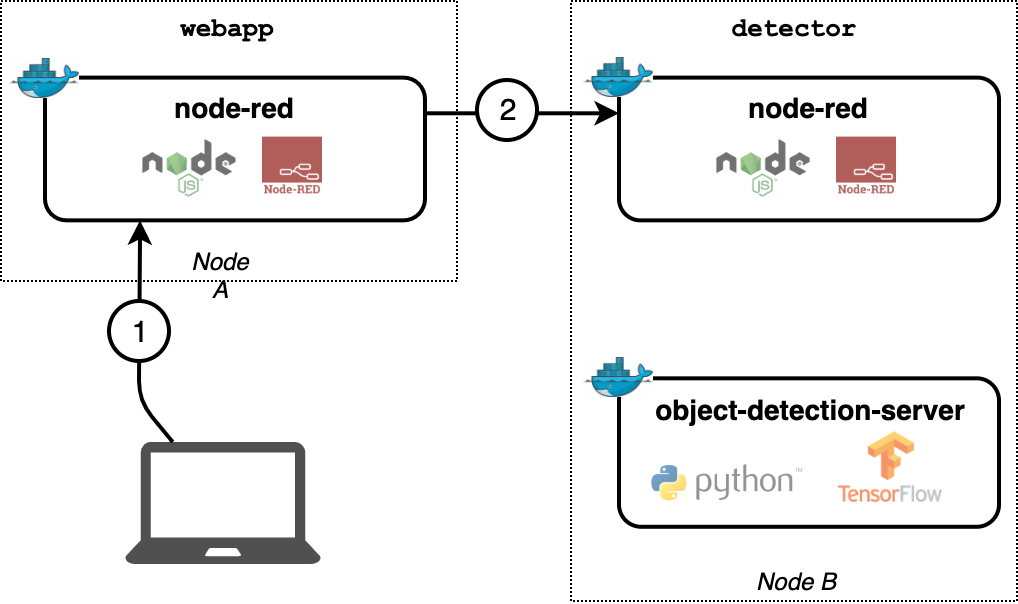 webapp
detector
node-red
node
JS
Node-RED
2
node-red
node
JS
Node-RED
Node
A
1
object-detection-server
python™
TensorFlow
Node B